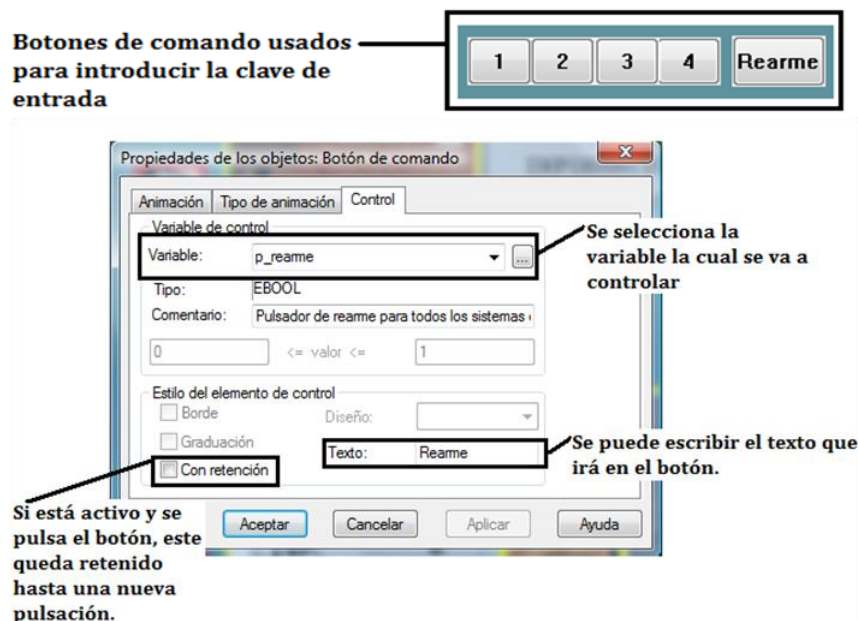 Botones de comando usados
para introducir la clave de
entrada
1 2 3 4 Rearme
Propiedades de los objetos: Botón de comando
Animación Tipo de animación Control
Variable de control
Variable: p_rearme ...
Tipo: EBOOL
Comentario: Pulsador de rearme para todos los sistemas
0 <= valor <= 1
Se selecciona la
variable la cual se va a
controlar
Estilo del elemento de control
Borde Diseño:
Graduación
Texto: Rearme
Con retención
Se puede escribir el texto que
irá en el botón.
Si está activo y se
pulsa el botón, este
queda retenido
hasta una nueva
pulsación.
Aceptar Cancelar Aplicar Ayuda